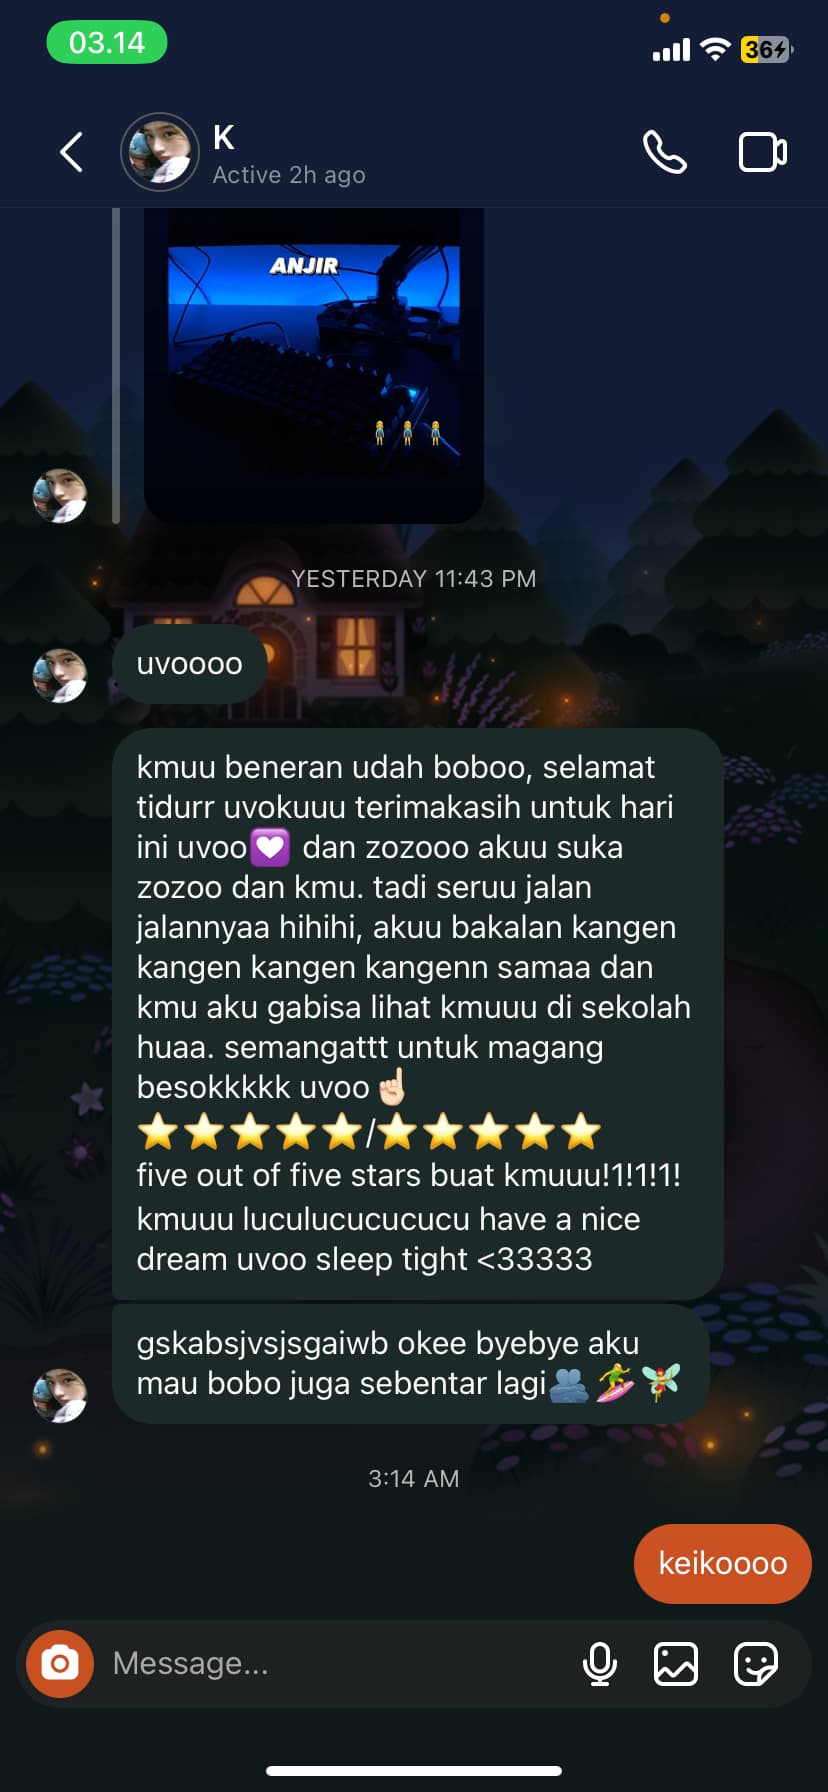 03.14
36
K
Active 2h ago
ANJIR
YESTERDAY 11:43 PM
uvoooo
kmuu beneran udah boboo, selamat
tidurr uvokuuu terimakasih untuk hari
ini uvoo💟 dan zozooo akuu suka
zozoo dan kmu. tadi seruu jalan
jalannyaa hihihi, akuu bakalan kangen
kangen kangen kangenn samaa dan
kmu aku gabisa lihat kmuuu di sekolah
huaa. semangattt untuk magang
besokkkkk uvoo☝🏻
⭐⭐⭐⭐⭐/⭐⭐⭐⭐⭐
five out of five stars buat kmuuu!1!1!1!
kmuuu luculucucucucu have a nice
dream uvoo sleep tight <33333
gskabsjvsjsgaiwb okee byebye aku
mau bobo juga sebentar lagi🫂🏄‍♀️🧚‍♀️
3:14 AM
keikoooo
Message...